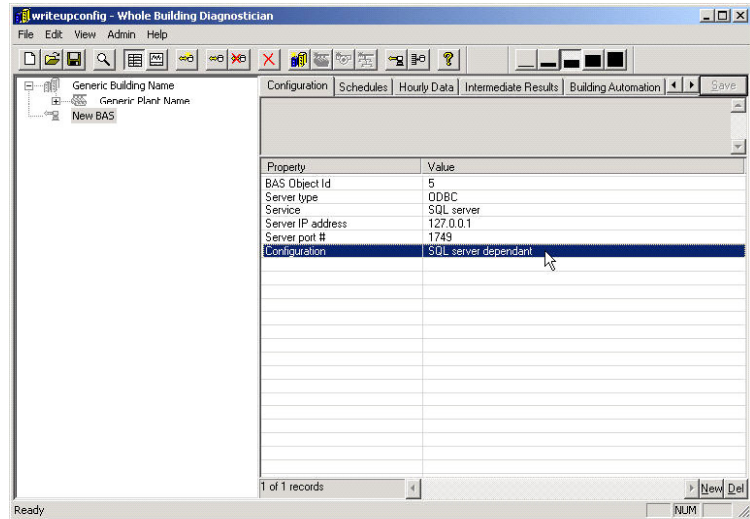 writeupconfig - Whole Building Diagnostician
File Edit View Admin Help
Generic Building Name
Generic Plant Name
New BAS
Configuration Schedules Hourly Data Intermediate Results Building Automation Save
Property Value
BAS Object Id 5
Server type ODBC
Service SQL server
Server IP address 127.0.0.1
Server port # 1749
Configuration SQL server dependant
1 of 1 records
New Del
Ready NUM